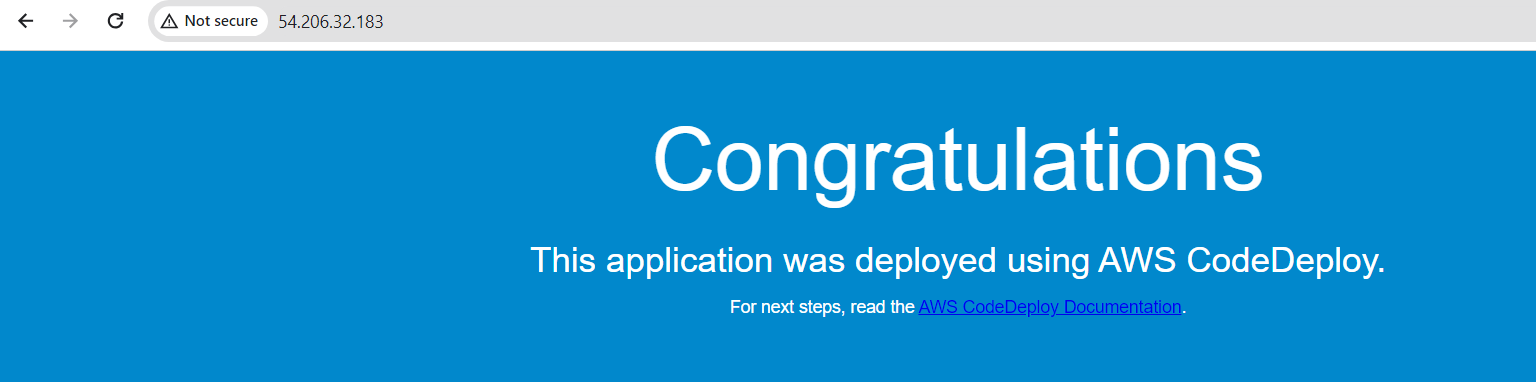 Not secure 54.206.32.183
Congratulations
This application was deployed using AWS CodeDeploy.
For next steps, read the AWS CodeDeploy Documentation.